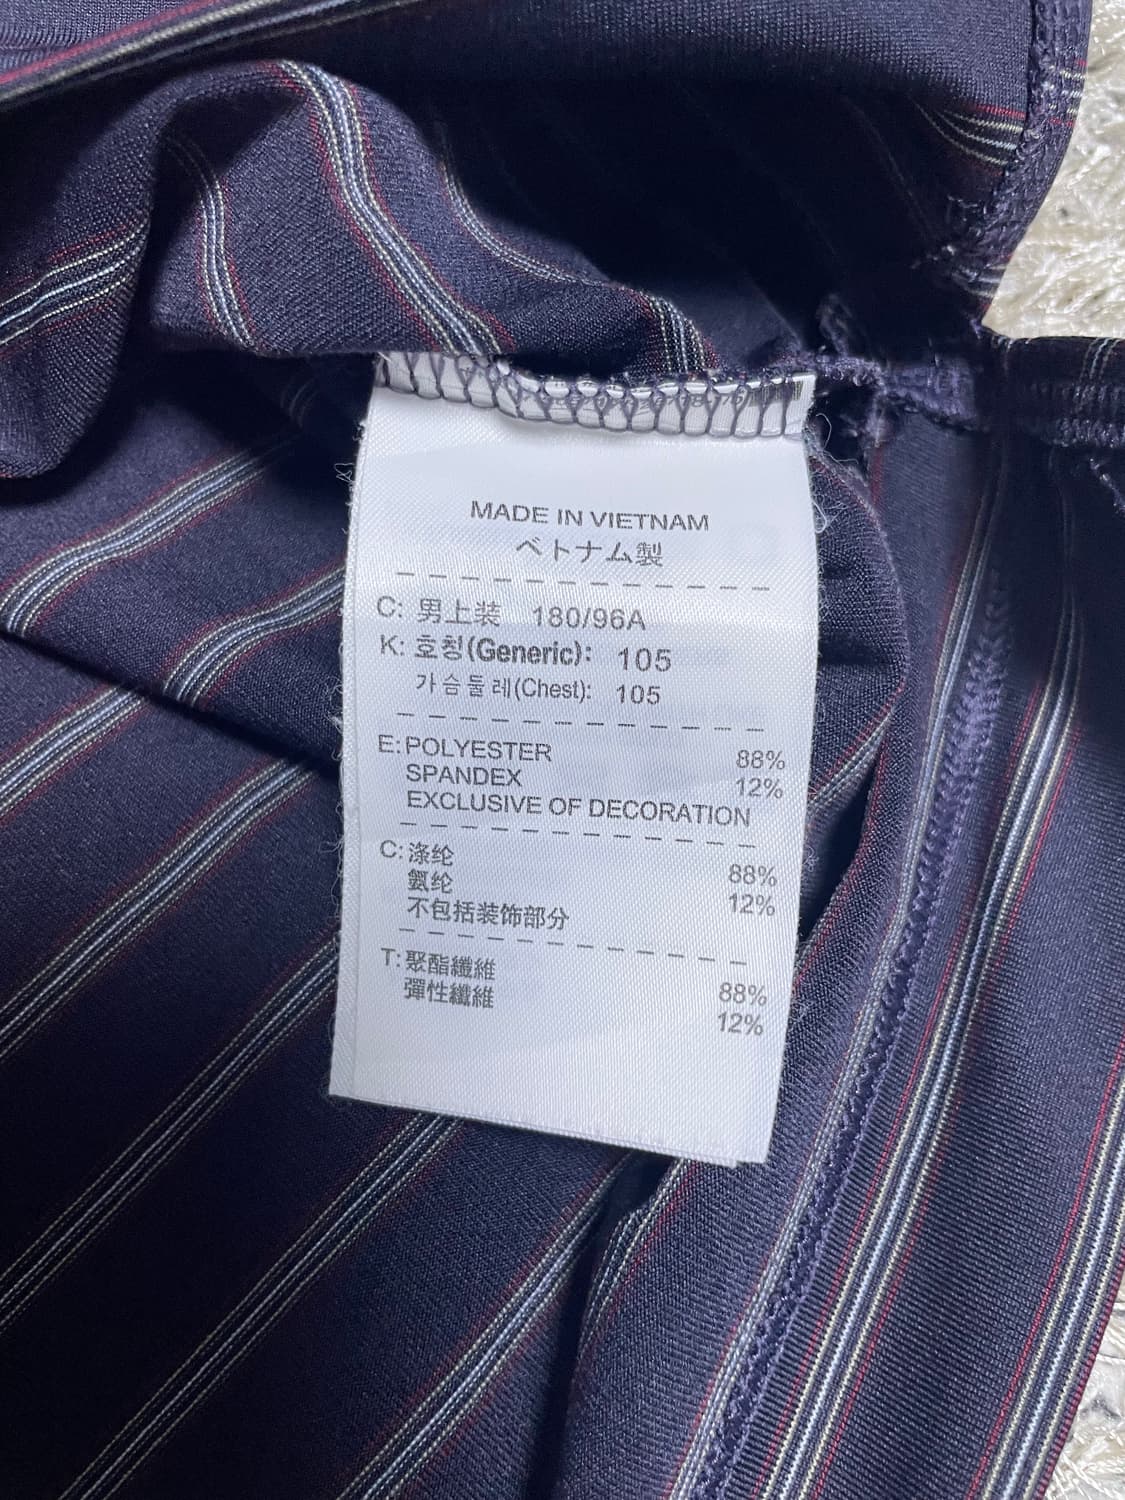 MADE IN VIETNAM
ベトナム製
C: 男上装 180/96A
K: 호칭(Generic): 105
가슴둘레(Chest): 105
E: POLYESTER 88%
SPANDEX 12%
EXCLUSIVE OF DECORATION
C: 涤纶 88%
氨纶 12%
不包括装饰部分
T: 聚酯纖維 88%
彈性纖維 12%